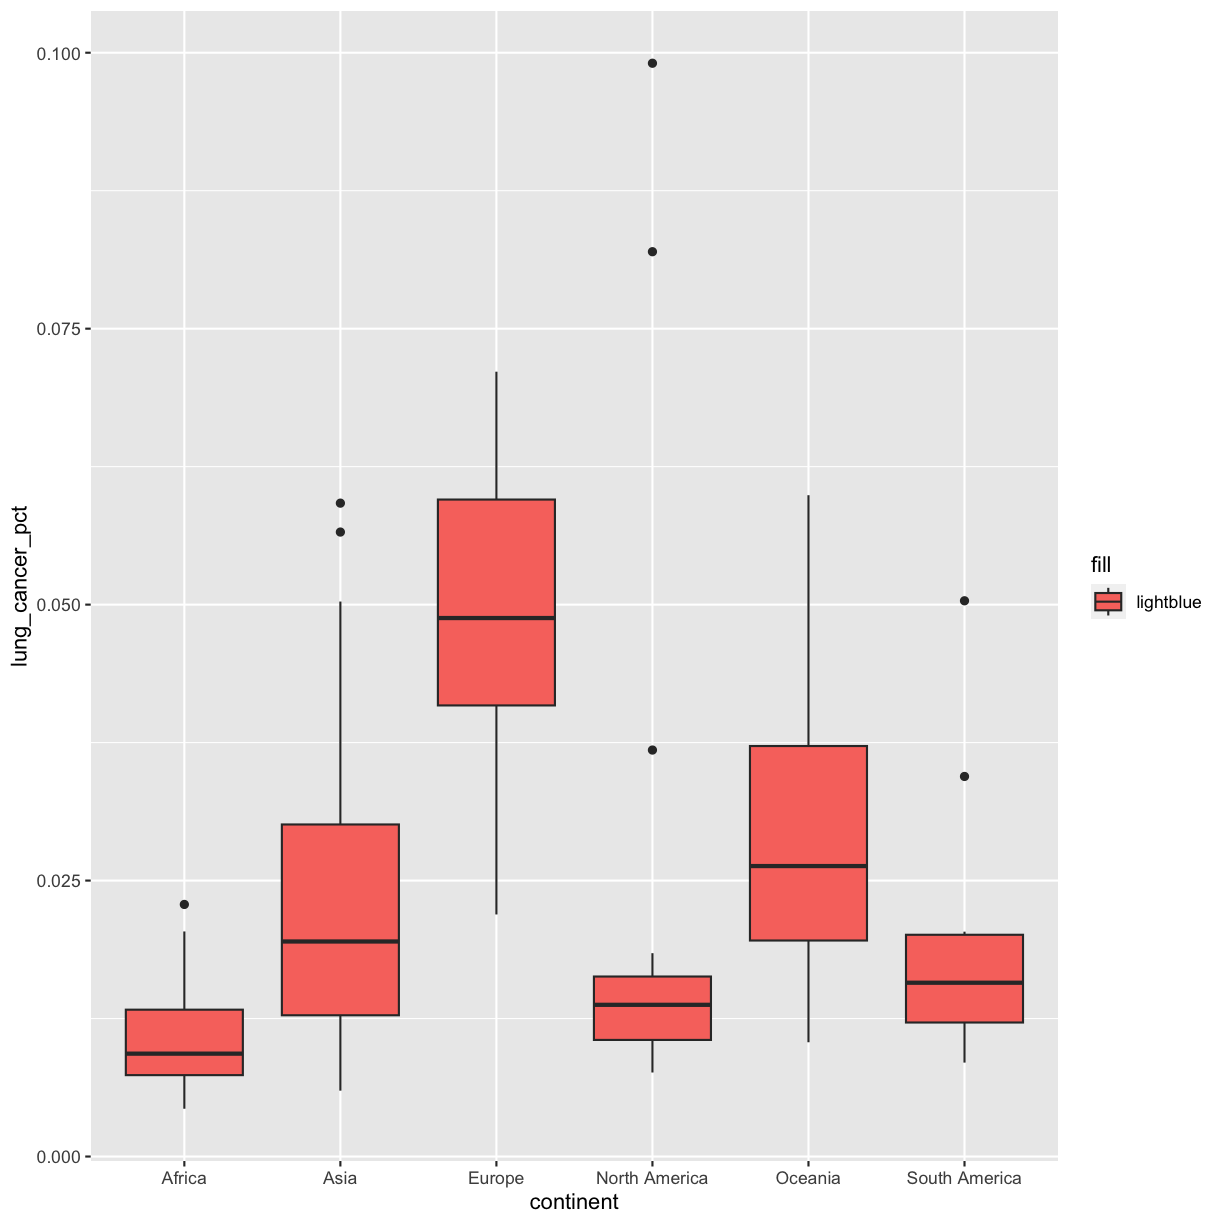 0.100
0.075
0.050
0.025
0.000
lung_cancer_pct
Africa
Asia
Europe
North America
Oceania
South America
continent
fill
lightblue